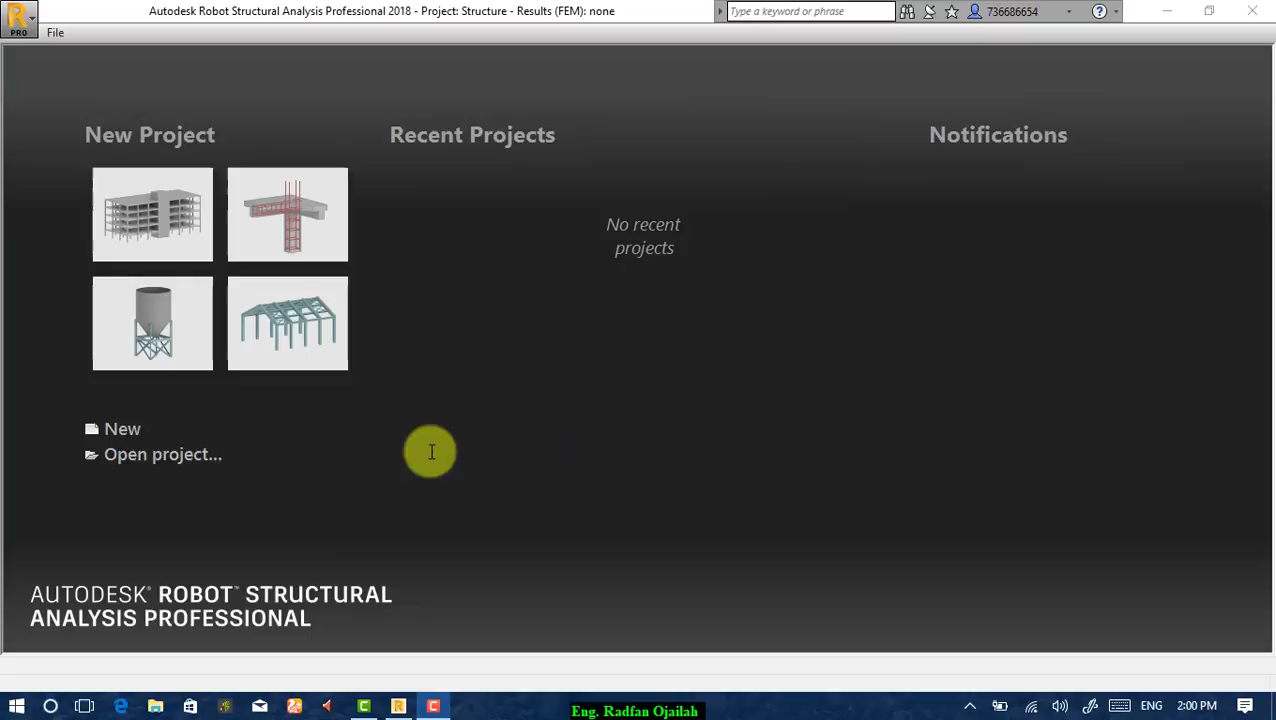 Autodesk Robot Structural Analysis Professional 2018 - Project: Structure - Results (FEM): none
Type a keyword or phrase
736686654
PRO
File
New Project
Recent Projects
Notifications
No recent
projects
New
Open project...
AUTODESK® ROBOT™ STRUCTURAL
ANALYSIS PROFESSIONAL
Eng. Radfan Ojailah
ENG
2:00 PM